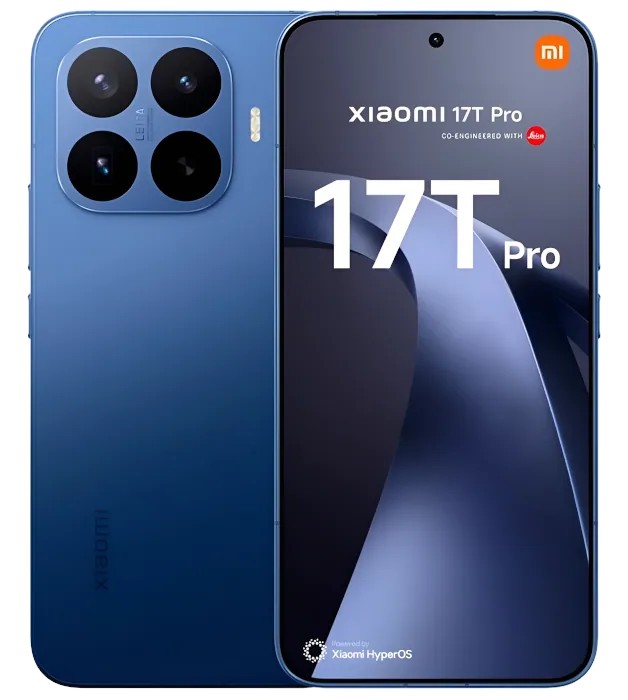 LEICA
XIAOMI
mi
XIAOMI 17T Pro
CO-ENGINEERED WITH Leica
17T
Pro
Powered by
Xiaomi HyperOS